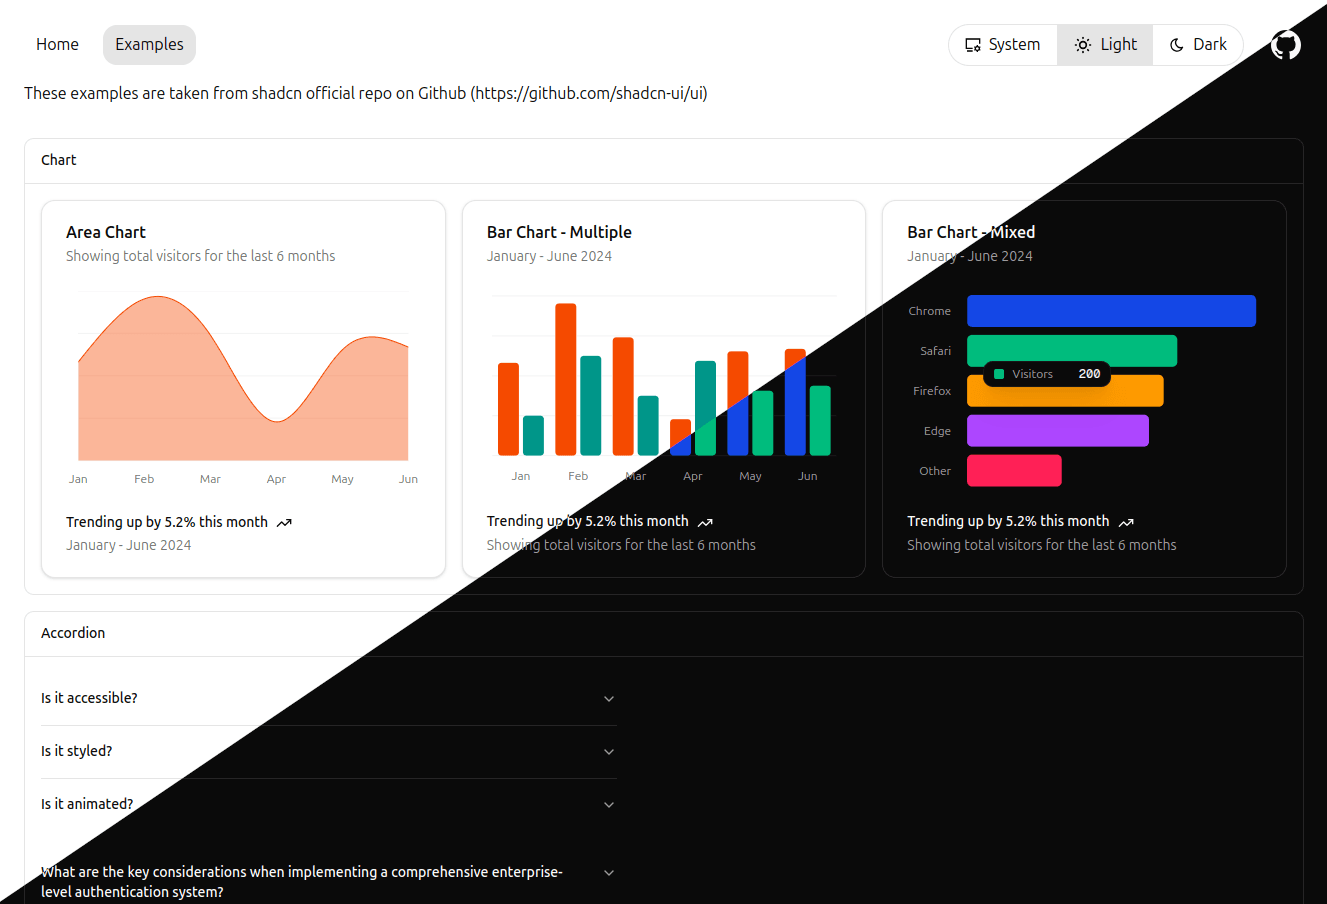 Home
Examples
System
Light
Dark
These examples are taken from shadcn official repo on Github (https://github.com/shadcn-ui/ui)
Chart
Area Chart
Showing total visitors for the last 6 months
Jan Feb Mar Apr May Jun
Trending up by 5.2% this month
January - June 2024
Bar Chart - Multiple
January - June 2024
Jan Feb Mar Apr May Jun
Trending up by 5.2% this month
Showing total visitors for the last 6 months
Bar Chart - Mixed
January - June 2024
Chrome
Safari
Visitors 200
Firefox
Edge
Other
Trending up by 5.2% this month
Showing total visitors for the last 6 months
Accordion
Is it accessible?
Is it styled?
Is it animated?
What are the key considerations when implementing a comprehensive enterprise-
level authentication system?